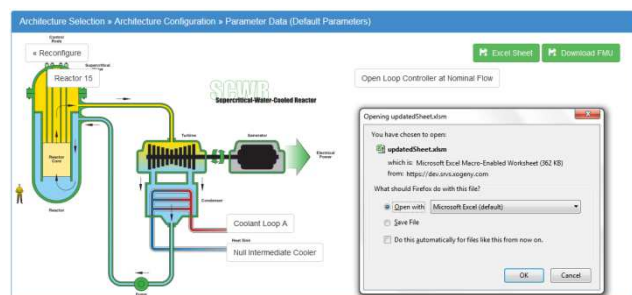 Architecture Selection » Architecture Configuration » Parameter Data (Default Parameters)
Control
Rods
« Reconfigure
Supercritical
Excel Sheet
Download FMU
Reactor 15
SCWR
Supercritical-Water-Cooled Reactor
Open Loop Controller at Nominal Flow
Turbine
Generator
Electrical
Power
Reactor
Core
Reactor
Condenser
Coolant Loop A
Heat Sink
Null Intermediate Cooler
Pump
Opening updatedSheet.xlsm
You have chosen to open:
updatedSheet.xlsm
which is: Microsoft Excel Macro-Enabled Worksheet (362 KB)
from: https://dev.srvs.xogeny.com
What should Firefox do with this file?
Open with Microsoft Excel (default)
Save File
Do this automatically for files like this from now on.
OK Cancel